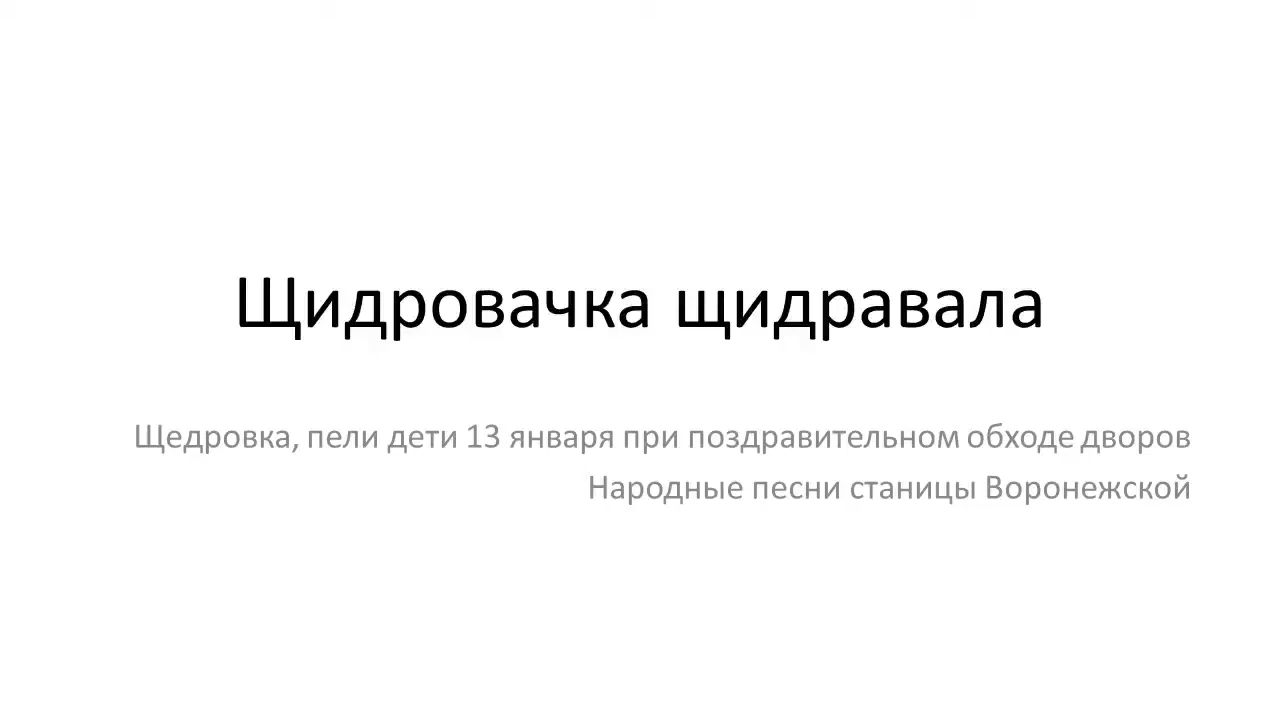 Щидровачка щидравала
Щедровка, пели дети 13 января при поздравительном обходе дворов
Народные песни станицы Воронежской